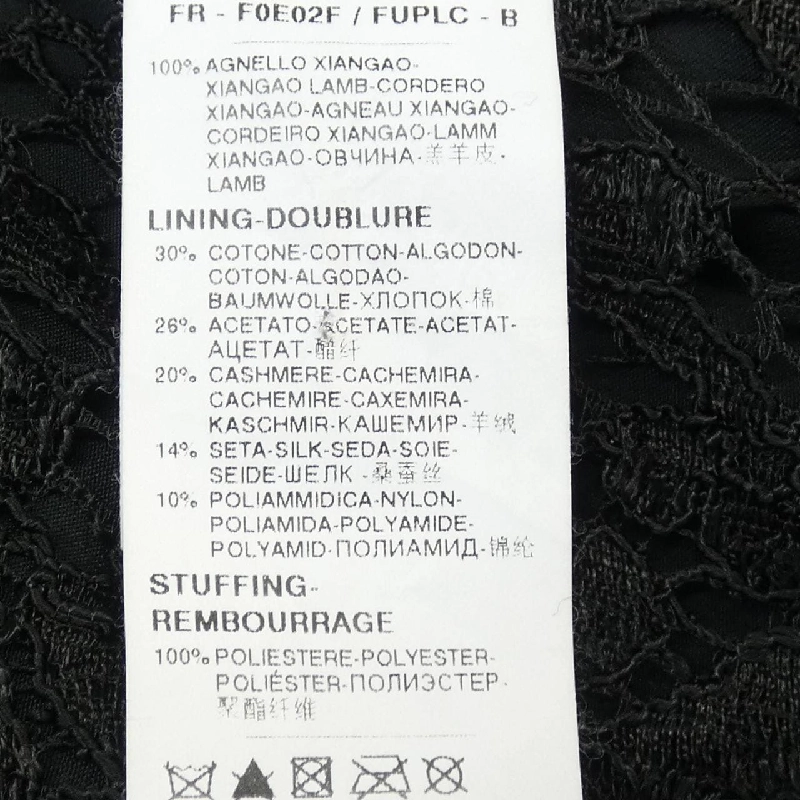 FR - F0E02F / FUPLC - B
100% AGNELLO XIANGAO-
XIANGAO LAMB-CORDERO
XIANGAO-AGNEAU XIANGAO-
CORDEIRO XIANGAO-LAMM
XIANGAO-ОВЧИНА-羔羊皮-
LAMB
LINING-DOUBLURE
30% COTONE-COTTON-ALGODON-
COTON-ALGODAO-
BAUMWOLLE-ХЛОПОК-棉
26% ACETATO-ACETATE-ACETAT-
АЦЕТАТ-醋纤
20% CASHMERE-CACHEMIRA-
CACHEMIRE-CAXEMIRA-
KASCHMIR-КАШЕМИР-羊绒
14% SETA-SILK-SEDA-SOIE-
SEIDE-ШЕЛК -桑蚕丝
10% POLIAMMIDICA-NYLON-
POLIAMIDA-POLYAMIDE-
POLYAMID-ПОЛИАМИД-锦纶
STUFFING-
REMBOURRAGE
100% POLIESTERE-POLYESTER-
POLIÉSTER-ПОЛИЭСТЕР-
聚酯纤维